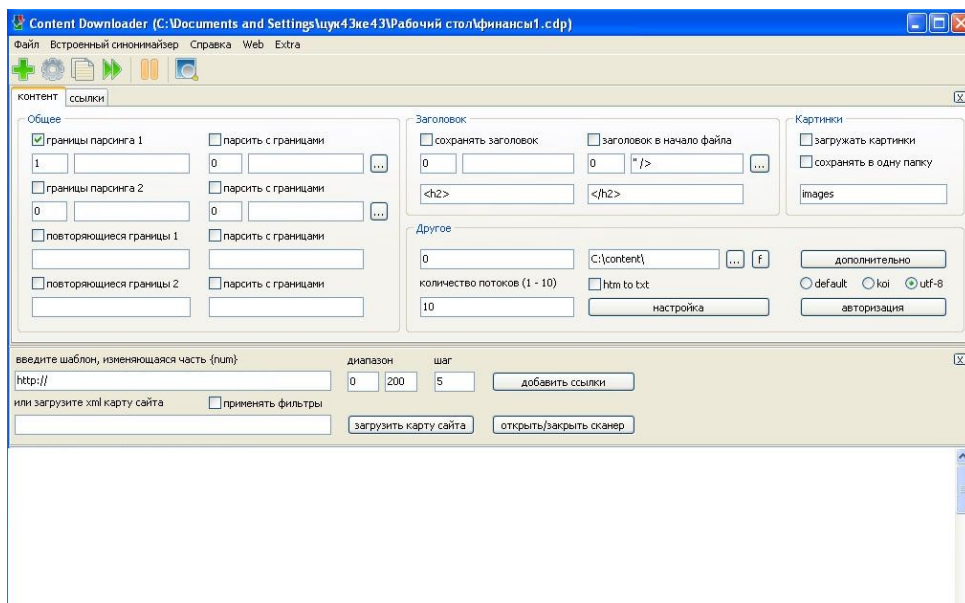 Content Downloader (C:\Documents and Settings\щук43ке43\Рабочий стол\финансы1.cdp)
Файл Встроенный синонимайзер Справка Web Extra
контент ссылки
Общее
границы парсинга 1 парсить с границами
1 0 ...
границы парсинга 2 парсить с границами
0 0 ...
повторяющиеся границы 1 парсить с границами
повторяющиеся границы 2 парсить с границами
Заголовок
сохранять заголовок заголовок в начало файла
0 0 " /> ...
<h2> </h2>
Картинки
загружать картинки
сохранять в одну папку
images
Другое
0 C:\content\ ... f дополнительно
количество потоков (1 - 10) htm to txt default koi utf-8
10 настройка авторизация
введите шаблон, изменяющаяся часть {num} диапазон шаг
http:// 0 200 5 добавить ссылки
или загрузите xml карту сайта применять фильтры
загрузить карту сайта открыть/закрыть сканер